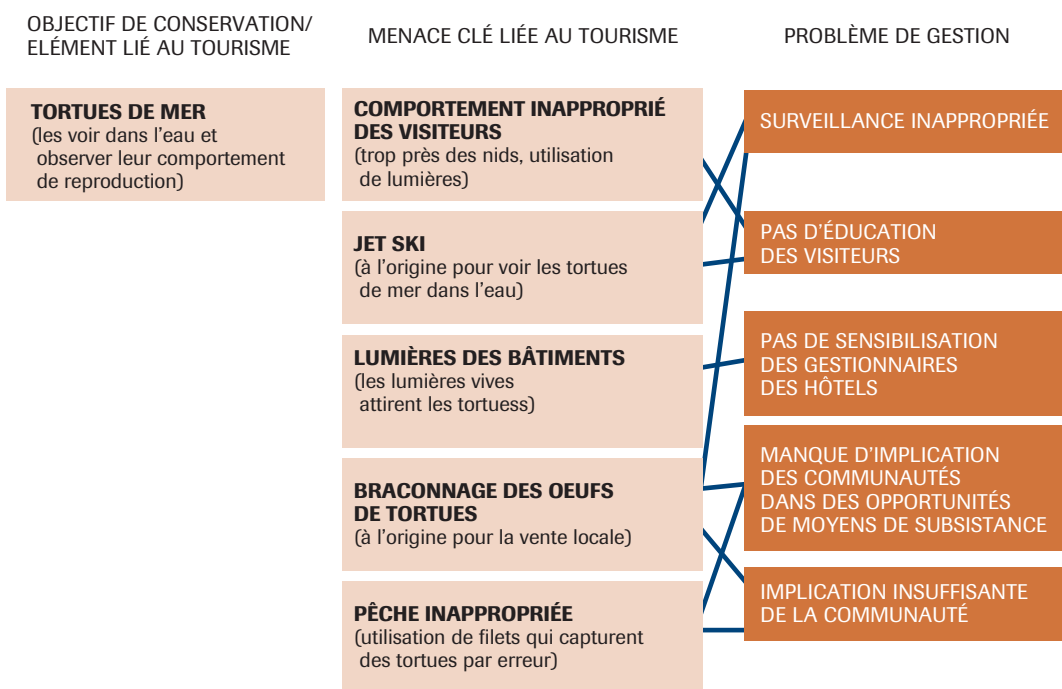 OBJECTIF DE CONSERVATION/
ELÉMENT LIÉ AU TOURISME
MENACE CLÉ LIÉE AU TOURISME
PROBLÈME DE GESTION
TORTUES DE MER
(les voir dans l'eau et
observer leur comportement
de reproduction)
COMPORTEMENT INAPPROPRIÉ
DES VISITEURS
(trop près des nids, utilisation
de lumières)
JET SKI
(à l'origine pour voir les tortues
de mer dans l'eau)
LUMIÈRES DES BÂTIMENTS
(les lumières vives
attirent les tortuess)
BRACONNAGE DES OEUFS
DE TORTUES
(à l'origine pour la vente locale)
PÊCHE INAPPROPRIÉE
(utilisation de filets qui capturent
des tortues par erreur)
SURVEILLANCE INAPPROPRIÉE
PAS D'ÉDUCATION
DES VISITEURS
PAS DE SENSIBILISATION
DES GESTIONNAIRES
DES HÔTELS
MANQUE D'IMPLICATION
DES COMMUNAUTÉS
DANS DES OPPORTUNITÉS
DE MOYENS DE SUBSISTANCE
IMPLICATION INSUFFISANTE
DE LA COMMUNAUTÉ